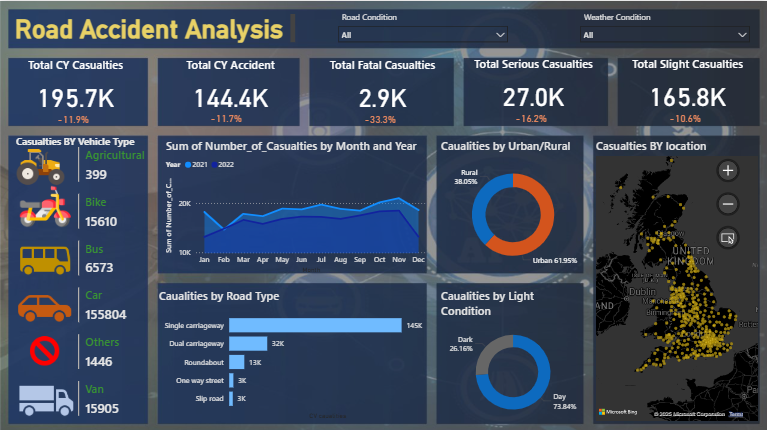 Road Accident Analysis
Road Condition
All
Weather Condition
All
Total CY Casualties
195.7K
-11.9%
Total CY Accident
144.4K
-11.7%
Total Fatal Casualties
2.9K
-33.3%
Total Serious Casualties
27.0K
-16.2%
Total Slight Casualties
165.8K
-10.6%
Casualties BY Vehicle Type
Agricultural
399
Bike
15610
Bus
6573
Car
155804
Others
1446
Van
15905
Sum of Number_of_Casualties by Month and Year
Year 2021 2022
Sum of Number_of_C...
20K
10K
Jan Feb Mar Apr May Jun Jul Aug Sep Oct Nov Dec
Caualities by Urban/Rural
Rural
38.05%
Urban 61.95%
Caualities by Road Type
Single carriageway 145K
Dual carriageway 32K
Roundabout 13K
One way street 3K
Slip road 3K
Caualities by Light
Condition
Dark
26.16%
Day
73.84%
Casualties BY location
UNITED
KINGDOM
Dublin
AND
Microsoft Bing
© 2025 Microsoft Corporation Terms